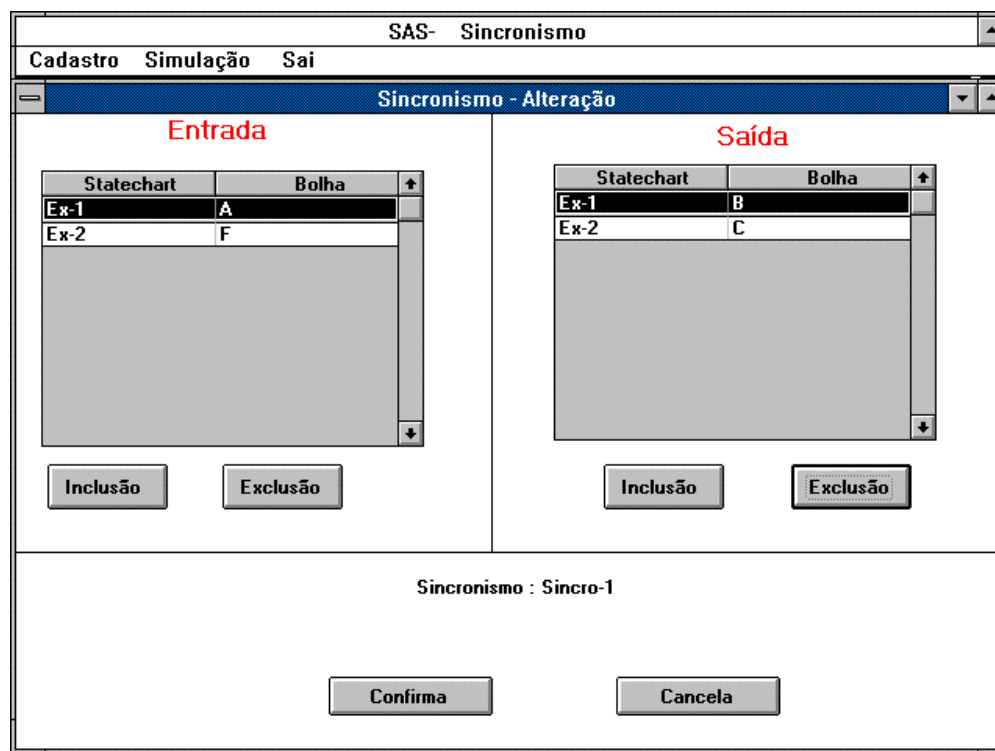 SAS- Sincronismo
Cadastro Simulação Sai
Sincronismo - Alteração
Entrada
Statechart Bolha
Ex-1 A
Ex-2 F
Inclusão Exclusão
Saída
Statechart Bolha
Ex-1 B
Ex-2 C
Inclusão Exclusão
Sincronismo : Sincro-1
Confirma Cancela